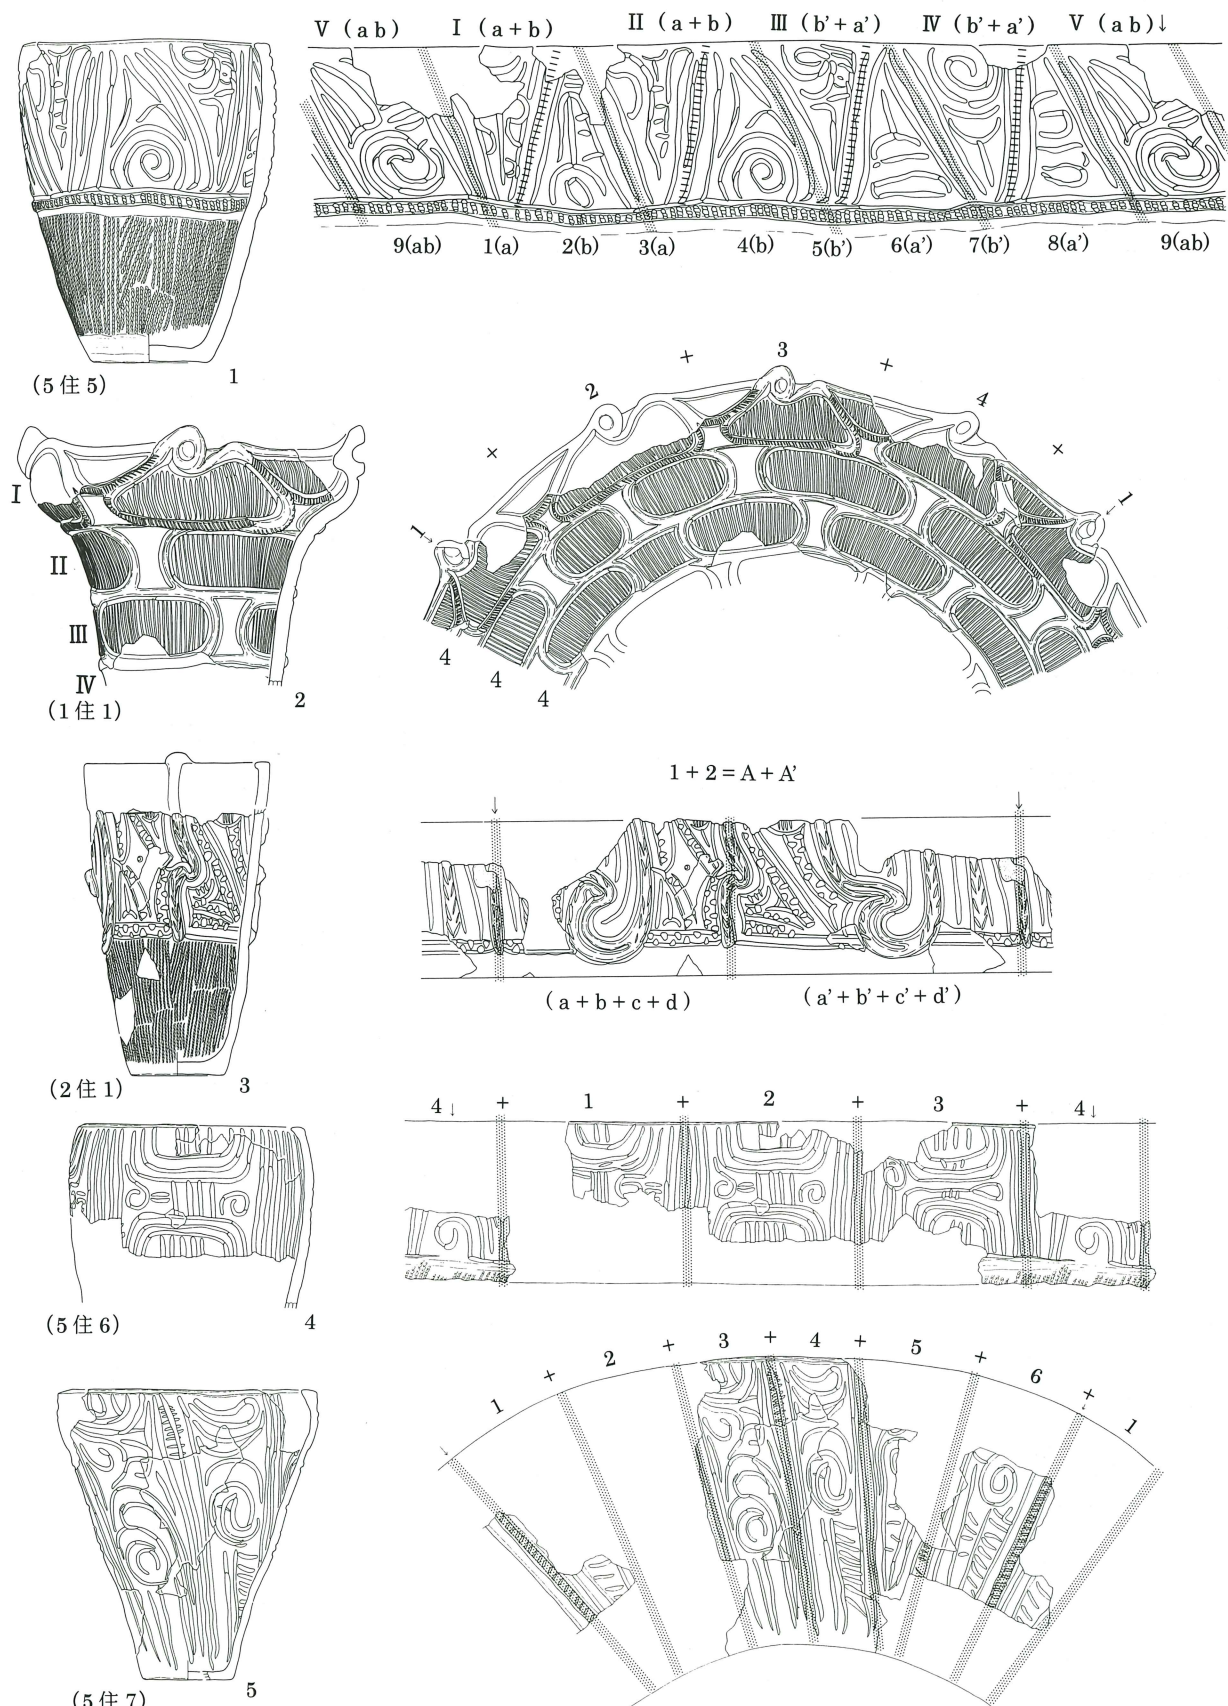 V (ab) I (a+b) II (a+b) III (b'+a') IV (b'+a') V (ab)↓
9(ab) 1(a) 2(b) 3(a) 4(b) 5(b') 6(a') 7(b') 8(a') 9(ab)
(5住5) 1
× 2 + 3 + 4 ×
1 1
I
II
III
IV
4 4 4
(1住1) 2
1+2=A+A'
(a+b+c+d) (a'+b'+c'+d')
(2住1) 3
4↓ + 1 + 2 + 3 + 4↓
(5住6) 4
1 + 2 + 3 + 4 + 5 + 6 + 1
(5住7) 5